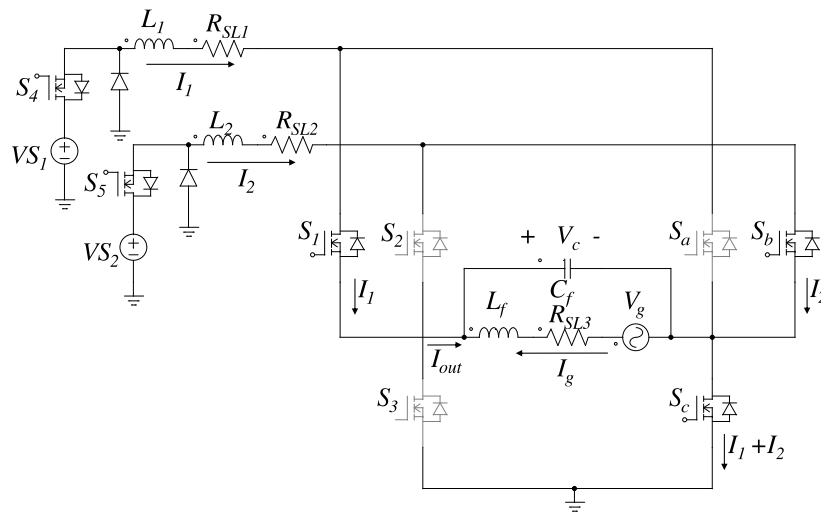 L1
RSL1
S4
I1
L2
RSL2
VS1
S5
I2
S1
S2
+ Vc -
Sa
Sb
VS2
Cf
I1
Lf
RSL3
Vg
I2
Iout
Ig
S3
Sc
I1 +I2